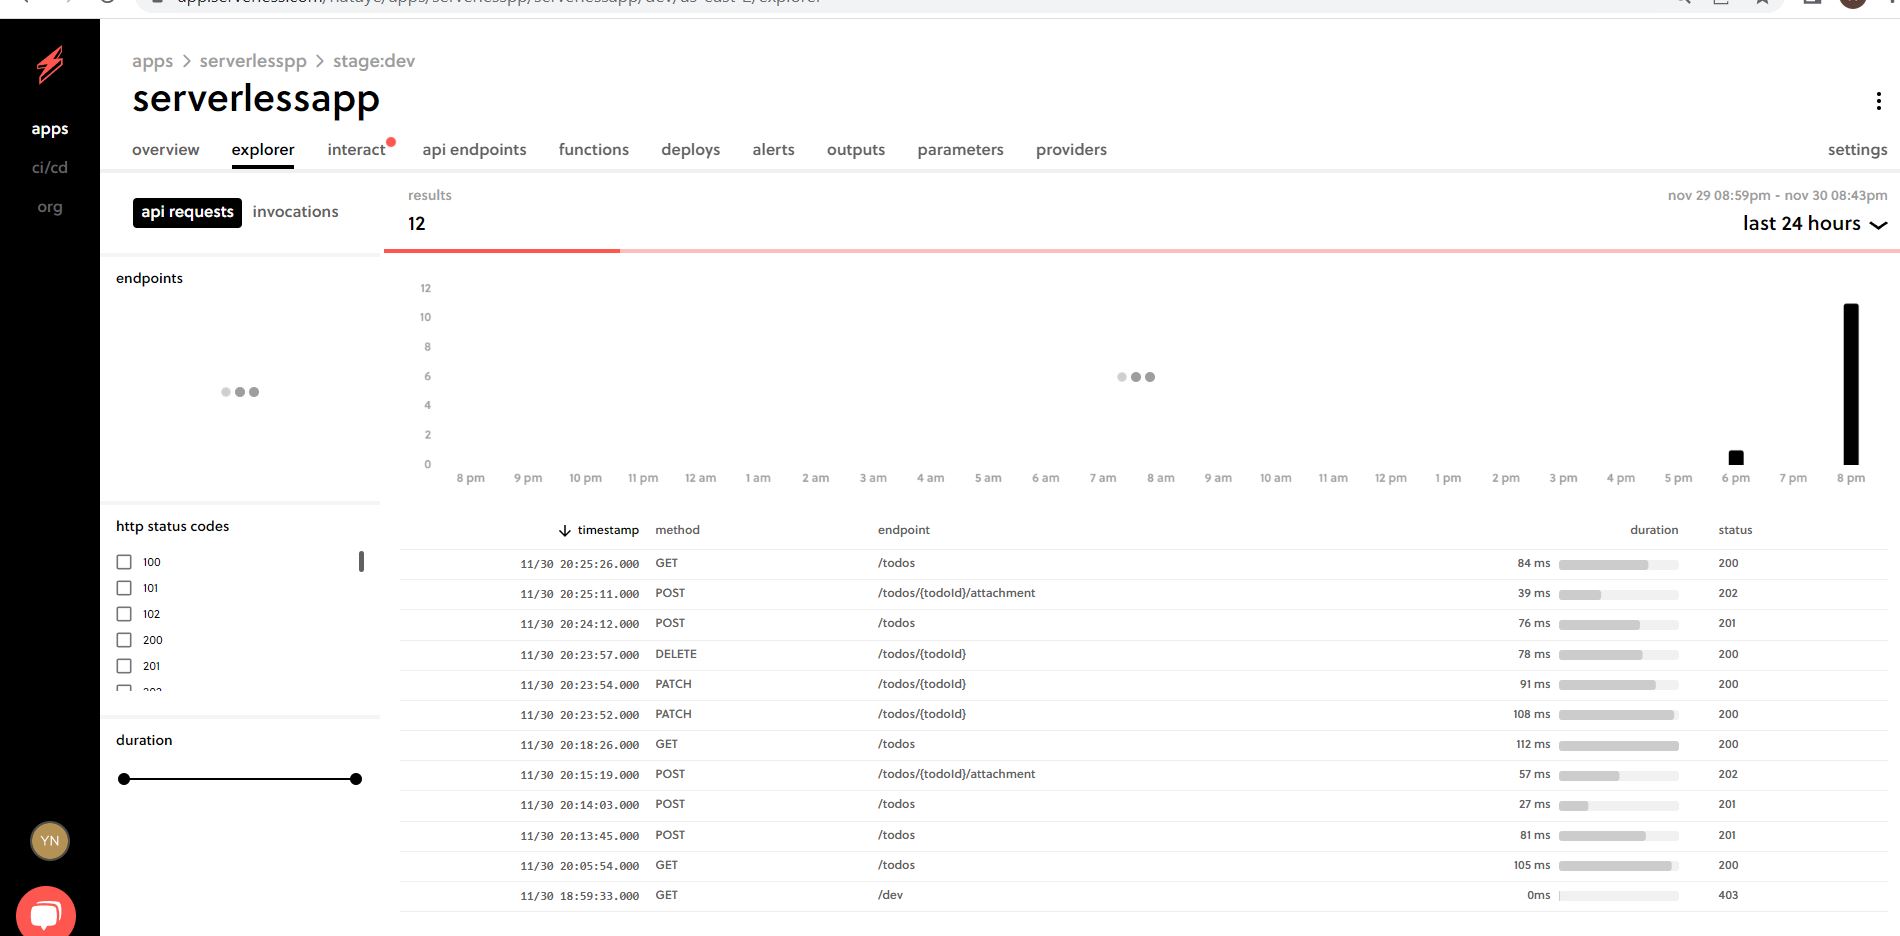 apps > serverlesspp > stage:dev
serverlessapp
apps
ci/cd
org
overview explorer interact api endpoints functions deploys alerts outputs parameters providers settings
api requests invocations
results
12
nov 29 08:59pm - nov 30 08:43pm
last 24 hours
endpoints
12
10
8
6
4
2
0
8 pm 9 pm 10 pm 11 pm 12 am 1 am 2 am 3 am 4 am 5 am 6 am 7 am 8 am 9 am 10 am 11 am 12 pm 1 pm 2 pm 3 pm 4 pm 5 pm 6 pm 7 pm 8 pm
http status codes
100
101
102
200
201
duration
timestamp method endpoint duration status
11/30 20:25:26.000 GET /todos 84 ms 200
11/30 20:25:11.000 POST /todos/{todoId}/attachment 39 ms 202
11/30 20:24:12.000 POST /todos 76 ms 201
11/30 20:23:57.000 DELETE /todos/{todoId} 78 ms 200
11/30 20:23:54.000 PATCH /todos/{todoId} 91 ms 200
11/30 20:23:52.000 PATCH /todos/{todoId} 108 ms 200
11/30 20:18:26.000 GET /todos 112 ms 200
11/30 20:15:19.000 POST /todos/{todoId}/attachment 57 ms 202
11/30 20:14:03.000 POST /todos 27 ms 201
11/30 20:13:45.000 POST /todos 81 ms 201
11/30 20:05:54.000 GET /todos 105 ms 200
11/30 18:59:33.000 GET /dev 0ms 403
YN